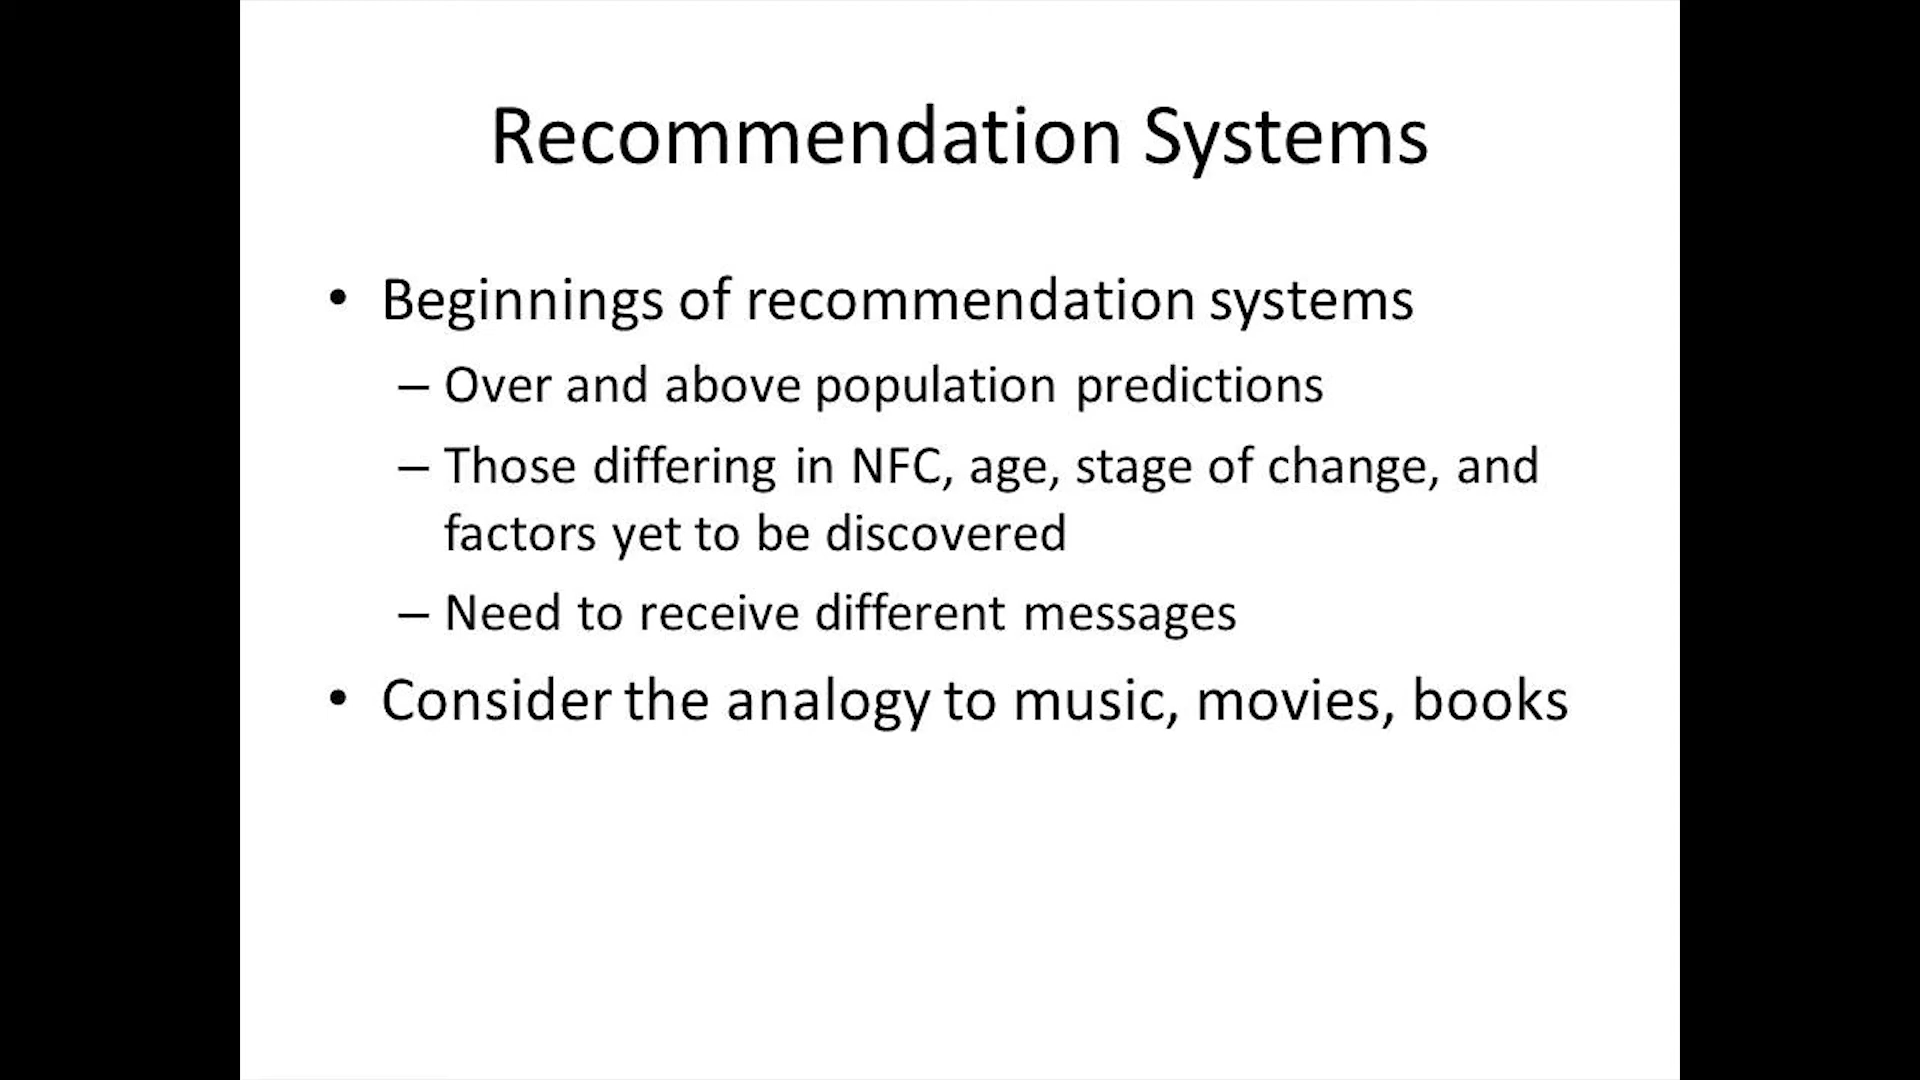 Recommendation Systems
• Beginnings of recommendation systems
– Over and above population predictions
– Those differing in NFC, age, stage of change, and
factors yet to be discovered
– Need to receive different messages
• Consider the analogy to music, movies, books